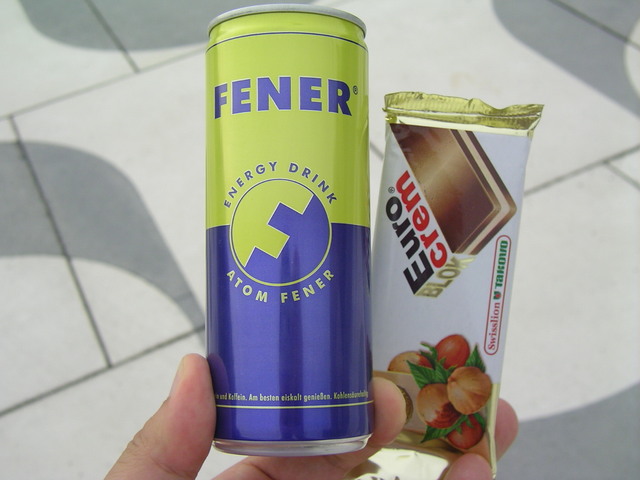 FENER®
ENERGY DRINK
ATOM FENER
und Koffein. Am besten eiskalt genießen. Kohlensäurehaltig
Euro®
crem
BLOK
Swisslion TAKOVO